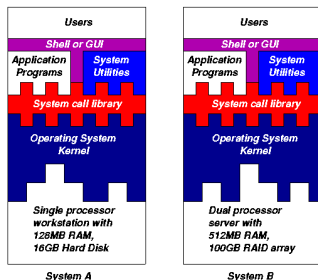 Users
Shell or GUI
Application
Programs
System
Utilities
System call library
Operating System
Kernel
Single processor
workstation with
128MB RAM,
16GB Hard Disk
System A
Users
Shell or GUI
Application
Programs
System
Utilities
System call library
Operating System
Kernel
Dual processor
server with
512MB RAM,
100GB RAID array
System B